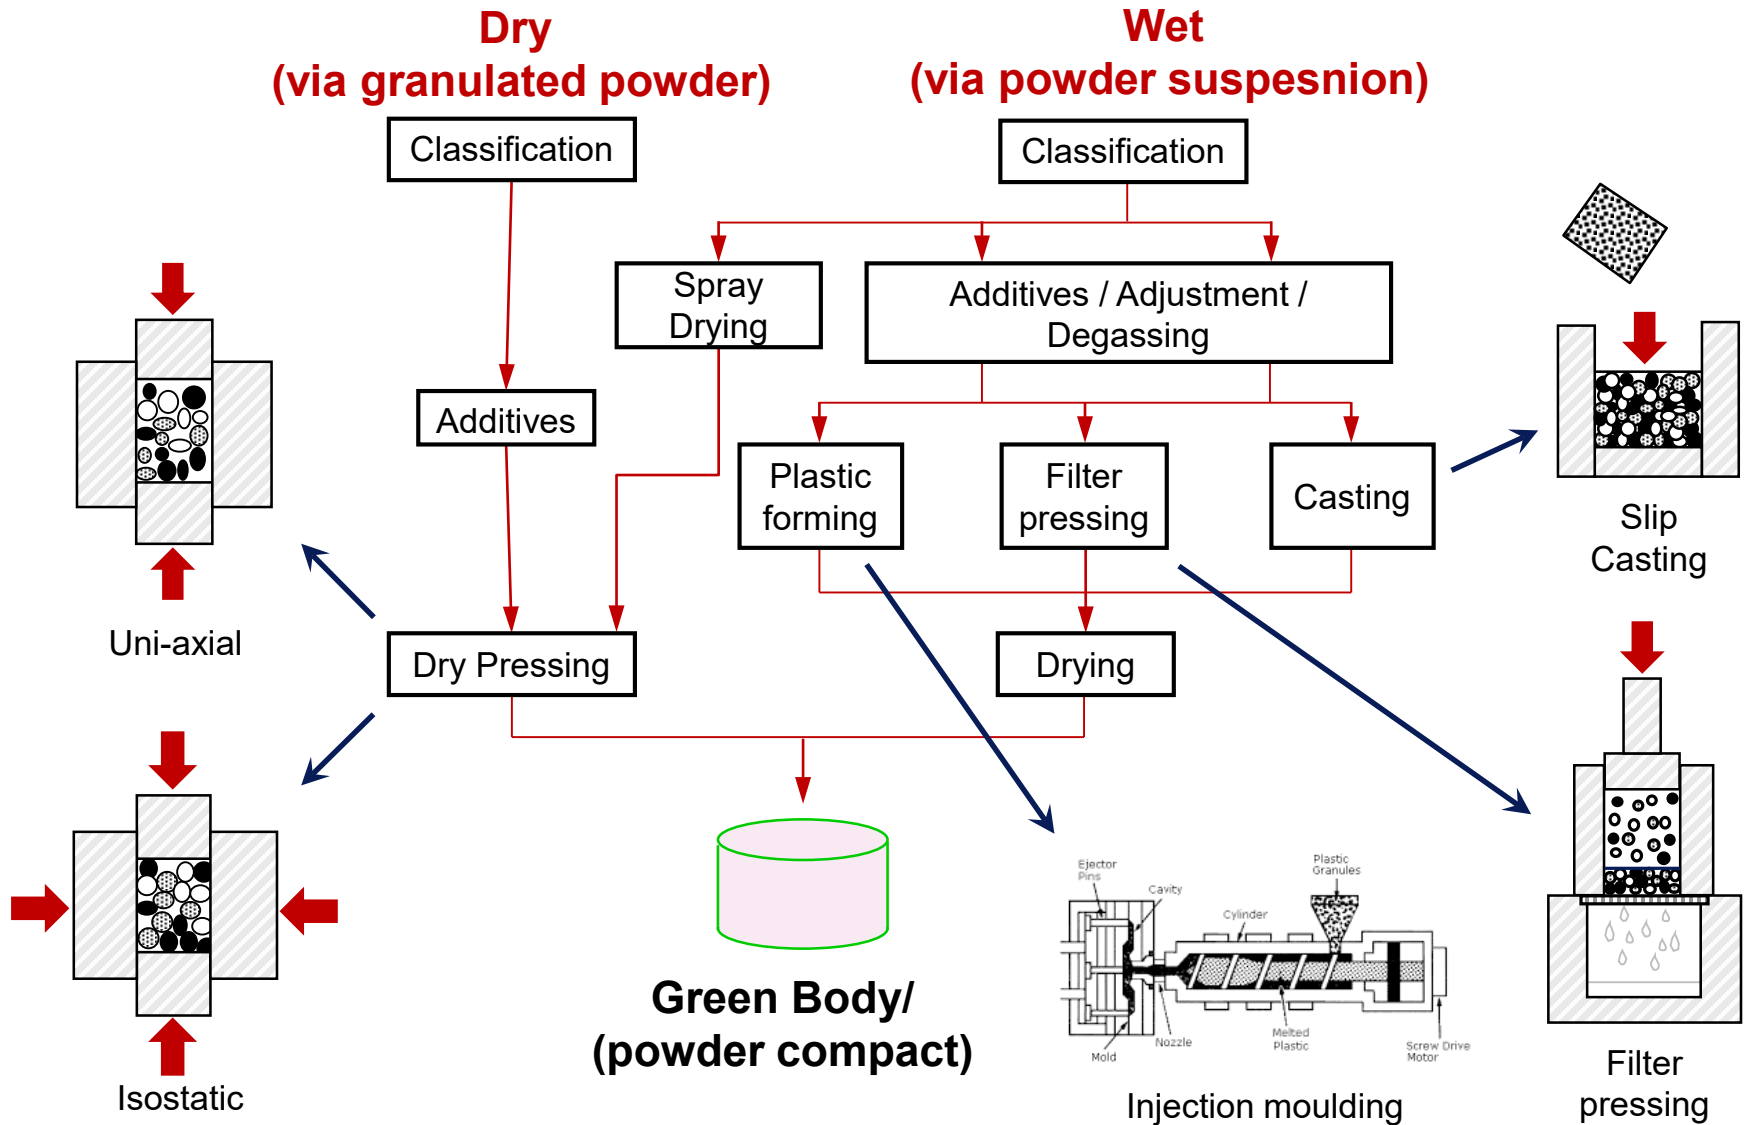 Dry
(via granulated powder)
Wet
(via powder suspesnion)
Classification
Classification
Spray
Drying
Additives / Adjustment /
Degassing
Additives
Plastic
forming
Filter
pressing
Casting
Slip
Casting
Uni-axial
Dry Pressing
Drying
Isostatic
Green Body/
(powder compact)
Ejector
Pins
Cavity
Cylinder
Plastic
Granules
Mold
Nozzle
Melted
Plastic
Screw Drive
Motor
Injection moulding
Filter
pressing